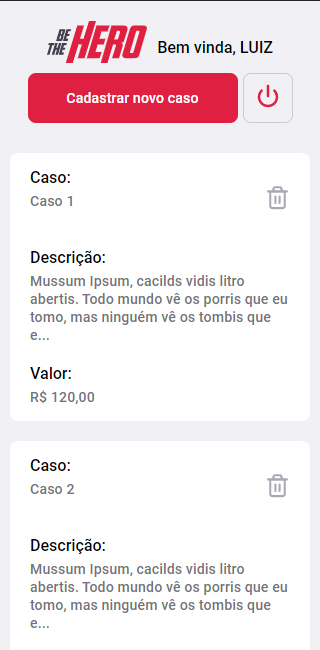 BE
THE HERO
Bem vinda, LUIZ
Cadastrar novo caso
Caso:
Caso 1
Descrição:
Mussum Ipsum, cacilds vidis litro
abertis. Todo mundo vê os porris que eu
tomo, mas ninguém vê os tombis que
e...
Valor:
R$ 120,00
Caso:
Caso 2
Descrição:
Mussum Ipsum, cacilds vidis litro
abertis. Todo mundo vê os porris que eu
tomo, mas ninguém vê os tombis que
e...